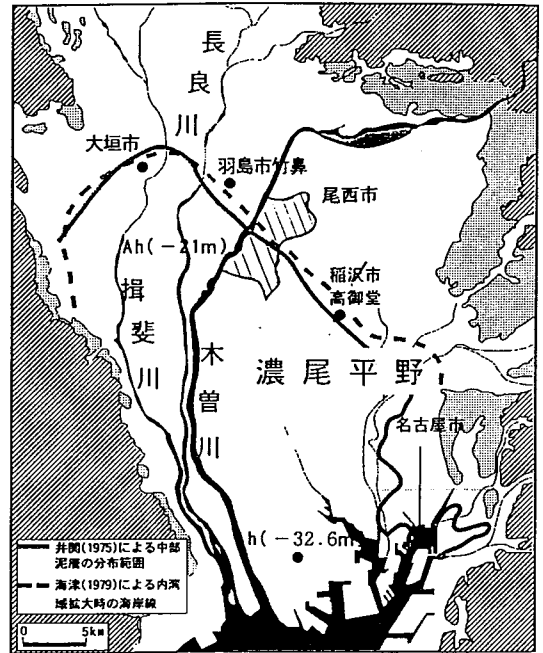 長良川
大垣市
羽島市竹鼻
尾西市
Ah(−21m)
稲沢市
高御堂
揖斐川
木曽川
濃尾平野
名古屋市
h(−32.6m
井関(1975)による中部
泥層の分布範囲
海津(1979)による内湾
域拡大時の海岸線
0 5km